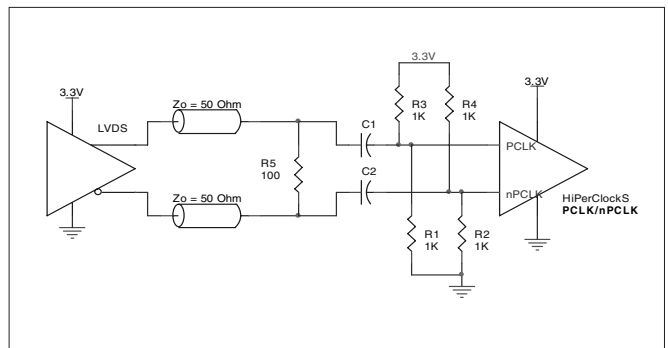 3.3V
LVDS
Zo = 50 Ohm
Zo = 50 Ohm
R5
100
C1
C2
3.3V
R3
1K
R4
1K
R1
1K
R2
1K
3.3V
PCLK
nPCLK
HiPerClockS
PCLK/nPCLK